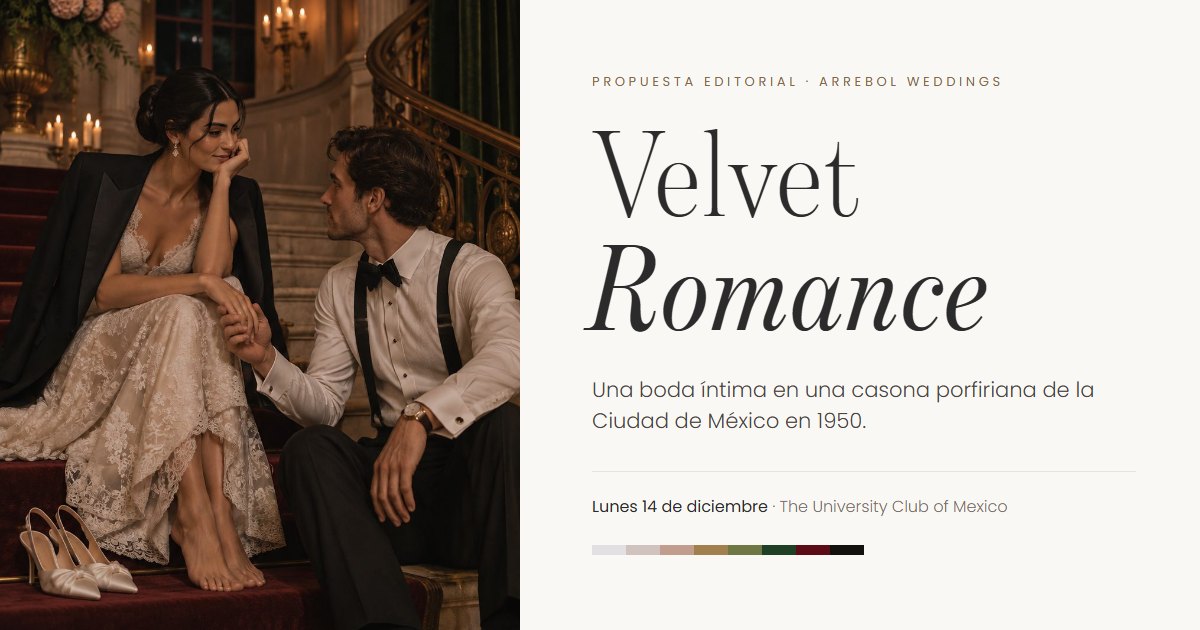 PROPUESTA EDITORIAL · ARREBOL WEDDINGS
Velvet
Romance
Una boda íntima en una casona porfiriana de la
Ciudad de México en 1950.
Lunes 14 de diciembre · The University Club of Mexico